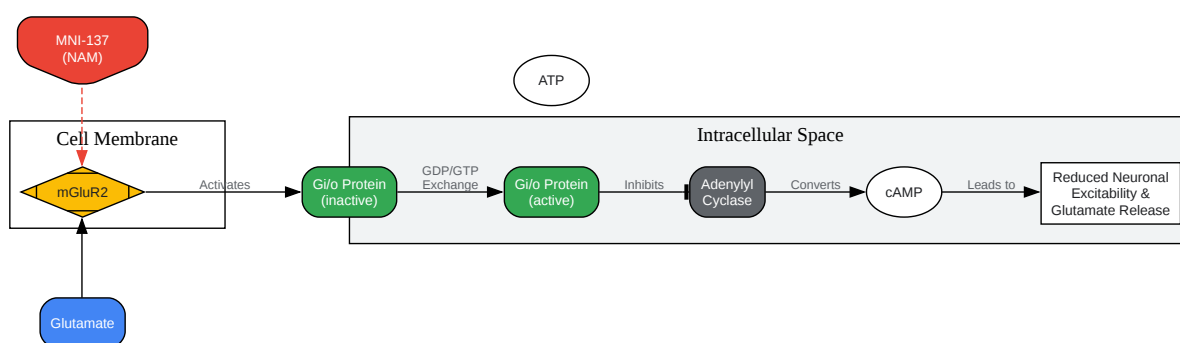 MNI-137
(NAM)
ATP
Cell Membrane
Intracellular Space
mGluR2
Activates
Gi/o Protein
(inactive)
GDP/GTP
Exchange
Gi/o Protein
(active)
Inhibits
Adenylyl
Cyclase
Converts
cAMP
Leads to
Reduced Neuronal
Excitability &
Glutamate Release
Glutamate